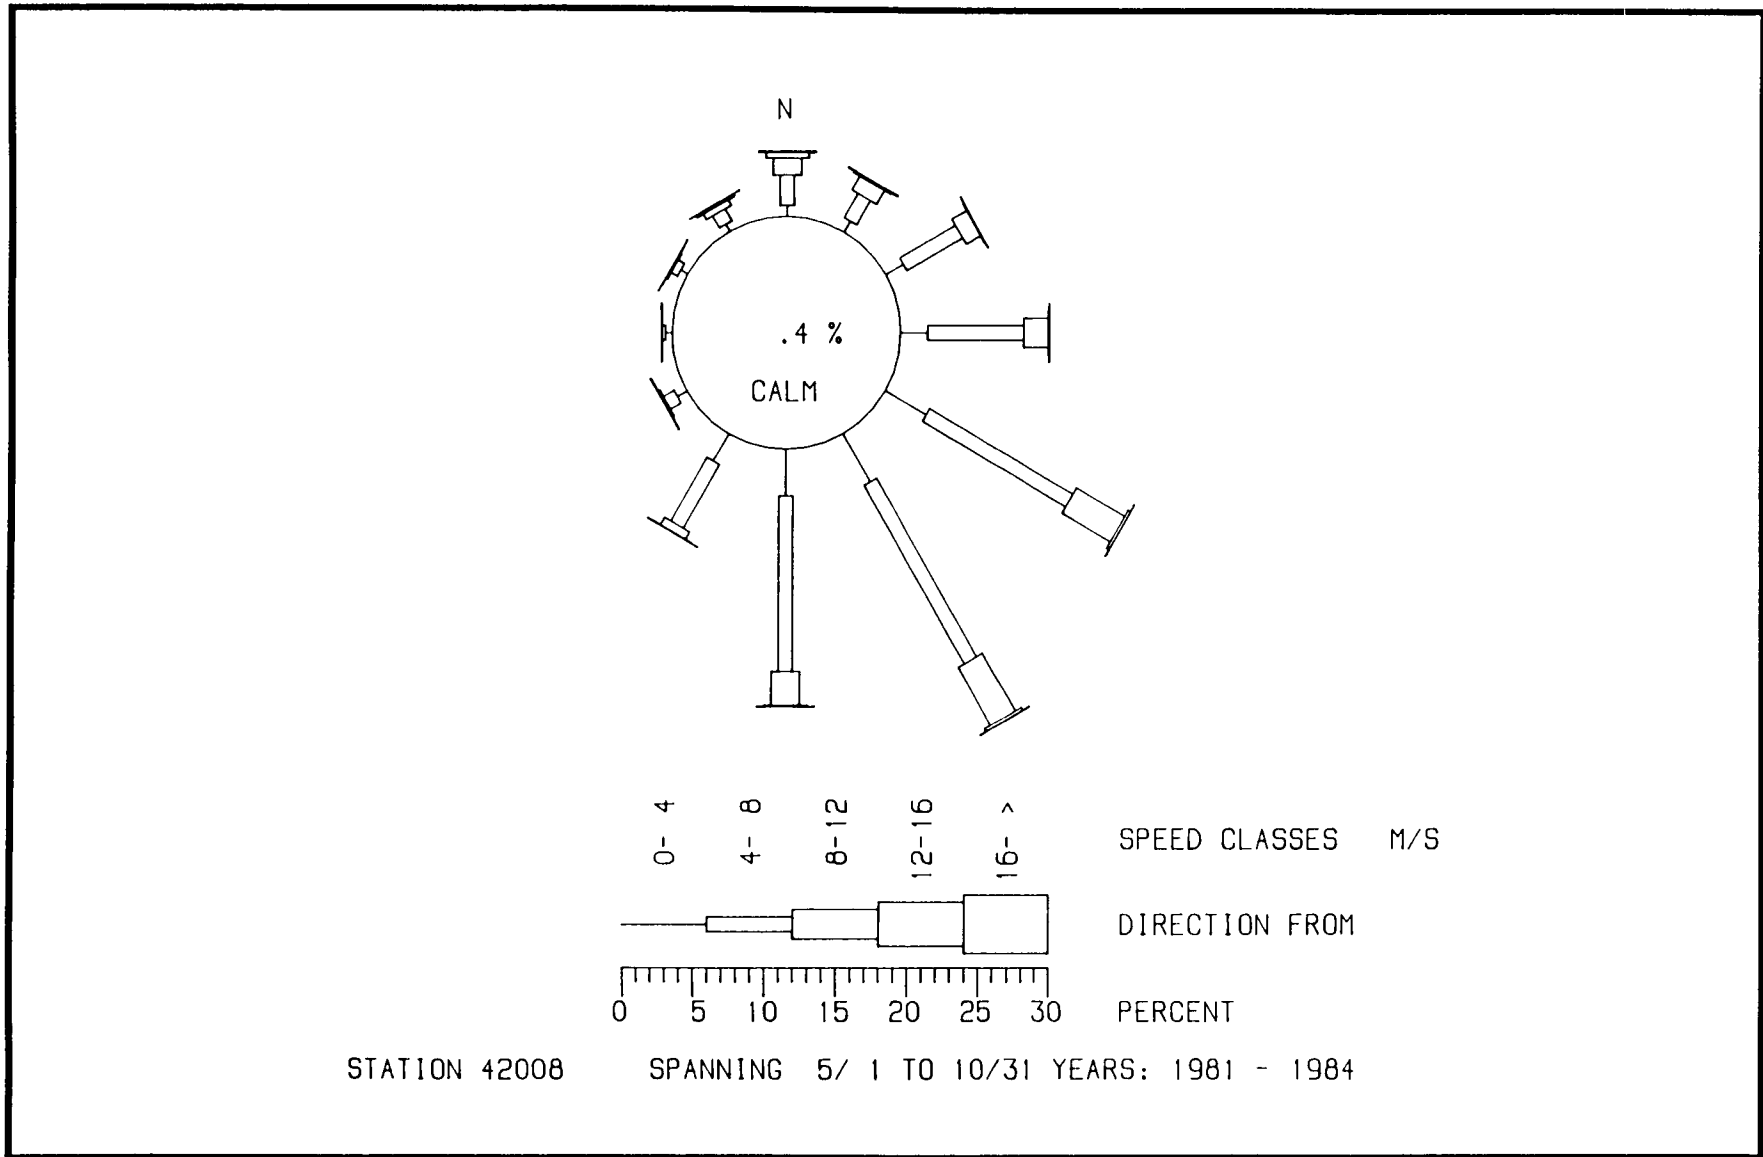 N
.4 %
CALM
0- 4 4- 8 8-12 12-16 16- > SPEED CLASSES M/S
DIRECTION FROM
0 5 10 15 20 25 30 PERCENT
STATION 42008 SPANNING 5/ 1 TO 10/31 YEARS: 1981 - 1984